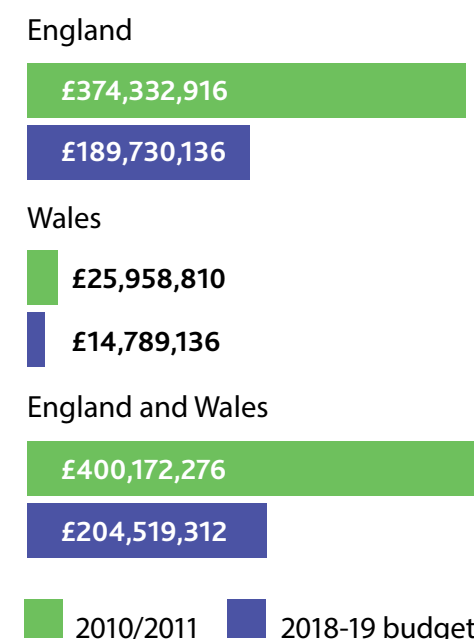 England
£374,332,916
£189,730,136
Wales
£25,958,810
£14,789,136
England and Wales
£400,172,276
£204,519,312
2010/2011 2018-19 budget